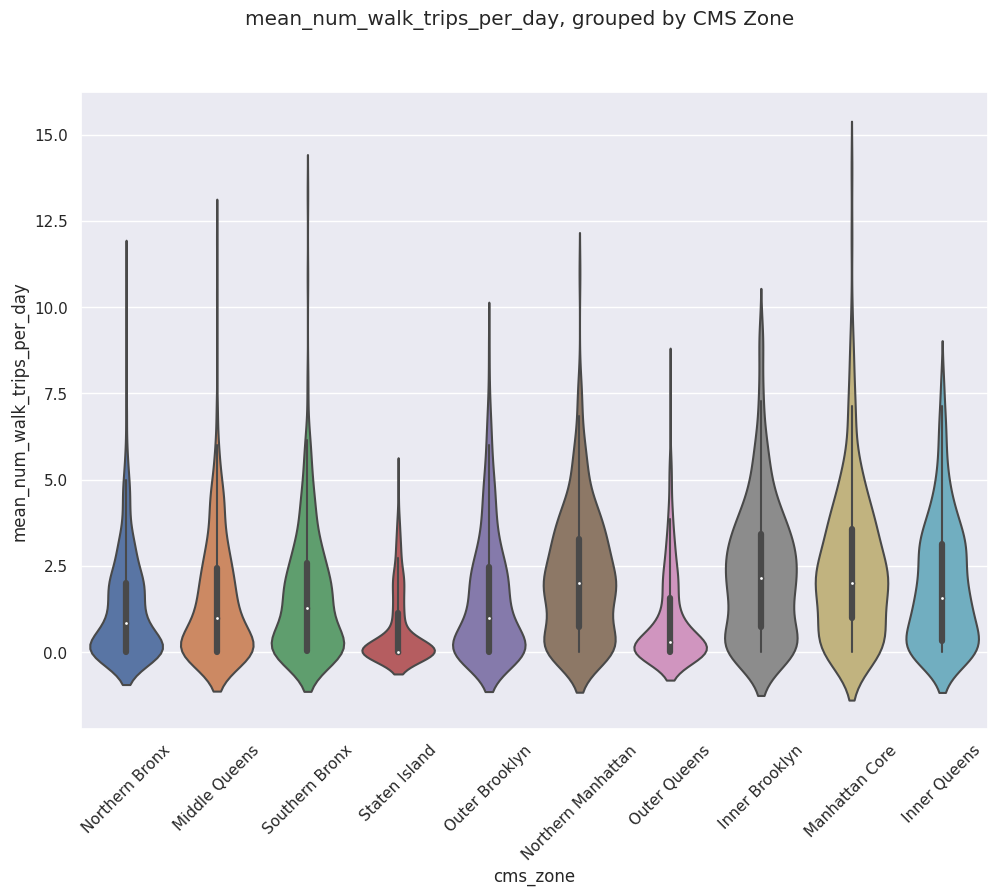 mean_num_walk_trips_per_day, grouped by CMS Zone
mean_num_walk_trips_per_day
15.0
12.5
10.0
7.5
5.0
2.5
0.0
Northern Bronx
Middle Queens
Southern Bronx
Staten Island
Outer Brooklyn
Northern Manhattan
Outer Queens
Inner Brooklyn
Manhattan Core
Inner Queens
cms_zone